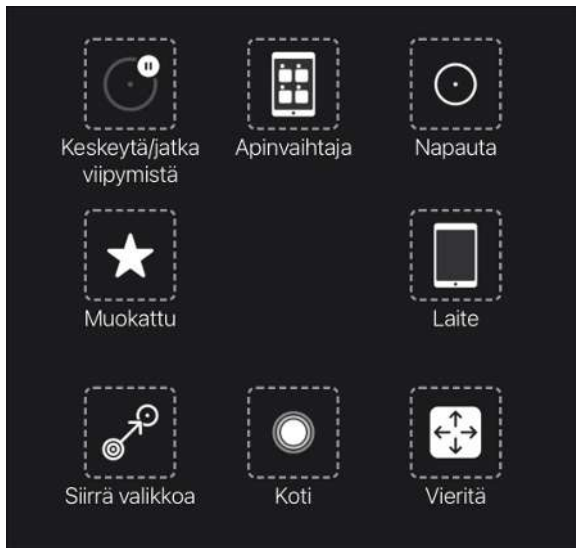 Keskeytä/jatka
viipymistä
Apinvaihtaja
Napauta
Muokattu
Laite
Siirrä valikkoa
Koti
Vieritä